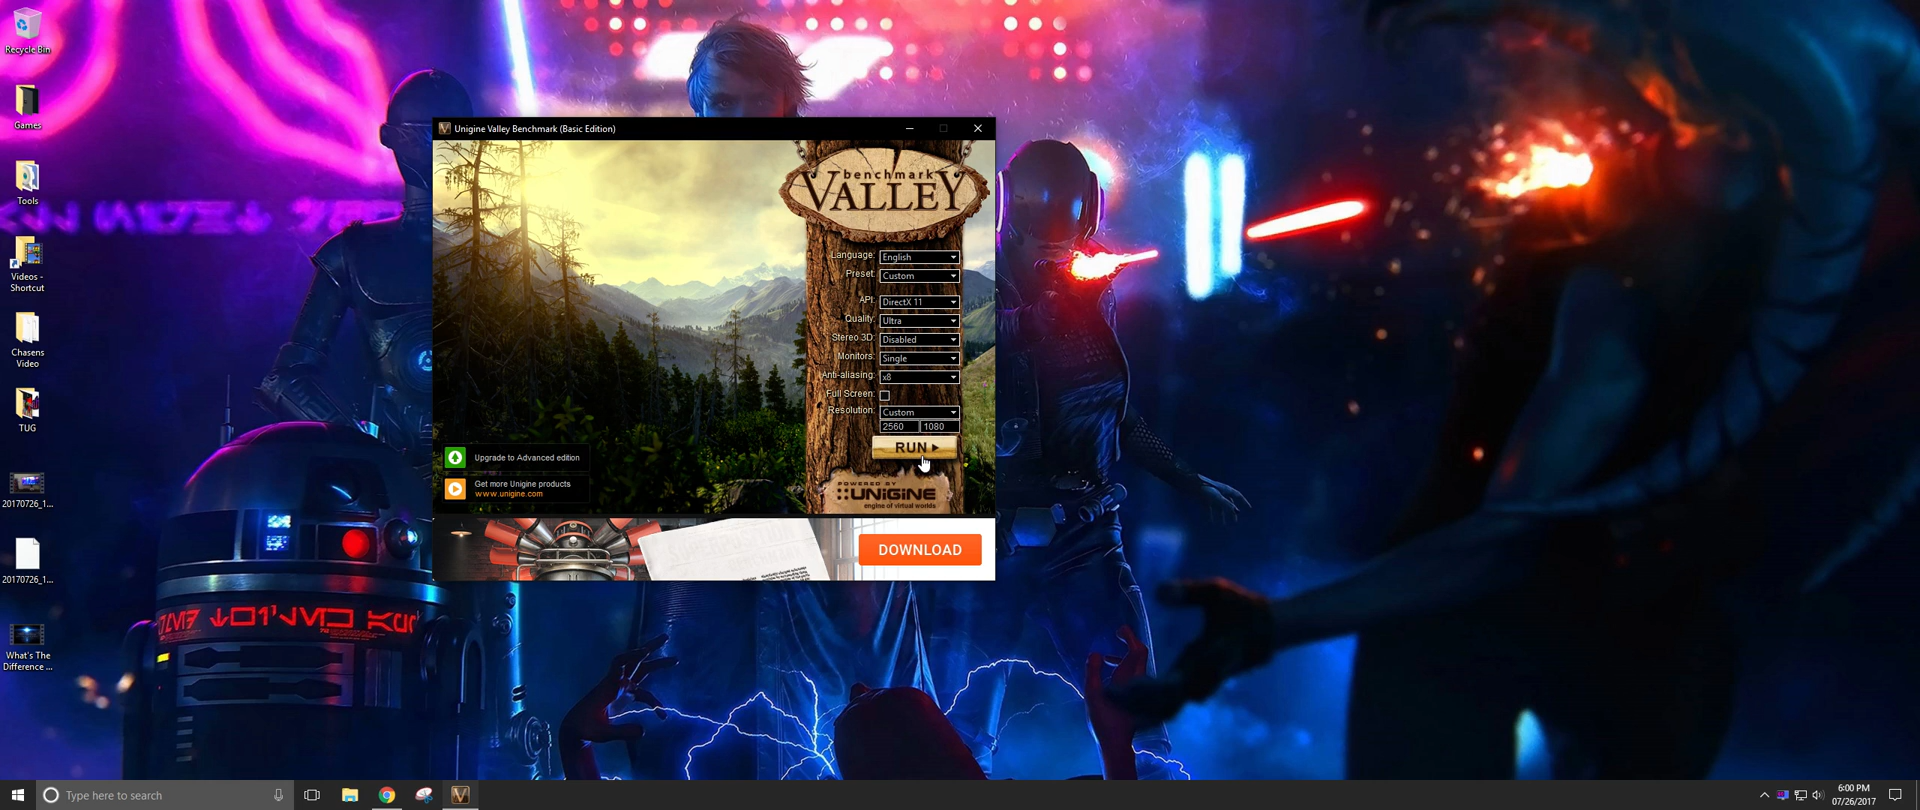 Recycle Bin
Games
Tools
Videos -
Shortcut
Chasens
Video
TUG
20170726_1...
20170726_1...
What's The
Difference ...
Unigine Valley Benchmark (Basic Edition)
benchmark
VALLEY
Language: English
Preset: Custom
API: DirectX 11
Quality: Ultra
Stereo 3D: Disabled
Monitors: Single
Anti-aliasing: x8
Full Screen:
Resolution: Custom
2560 1080
RUN
Upgrade to Advanced edition
Get more Unigine products
www.unigine.com
POWERED BY
UNIGINE
engine of virtual worlds
DOWNLOAD
Type here to search
6:00 PM
07/26/2017